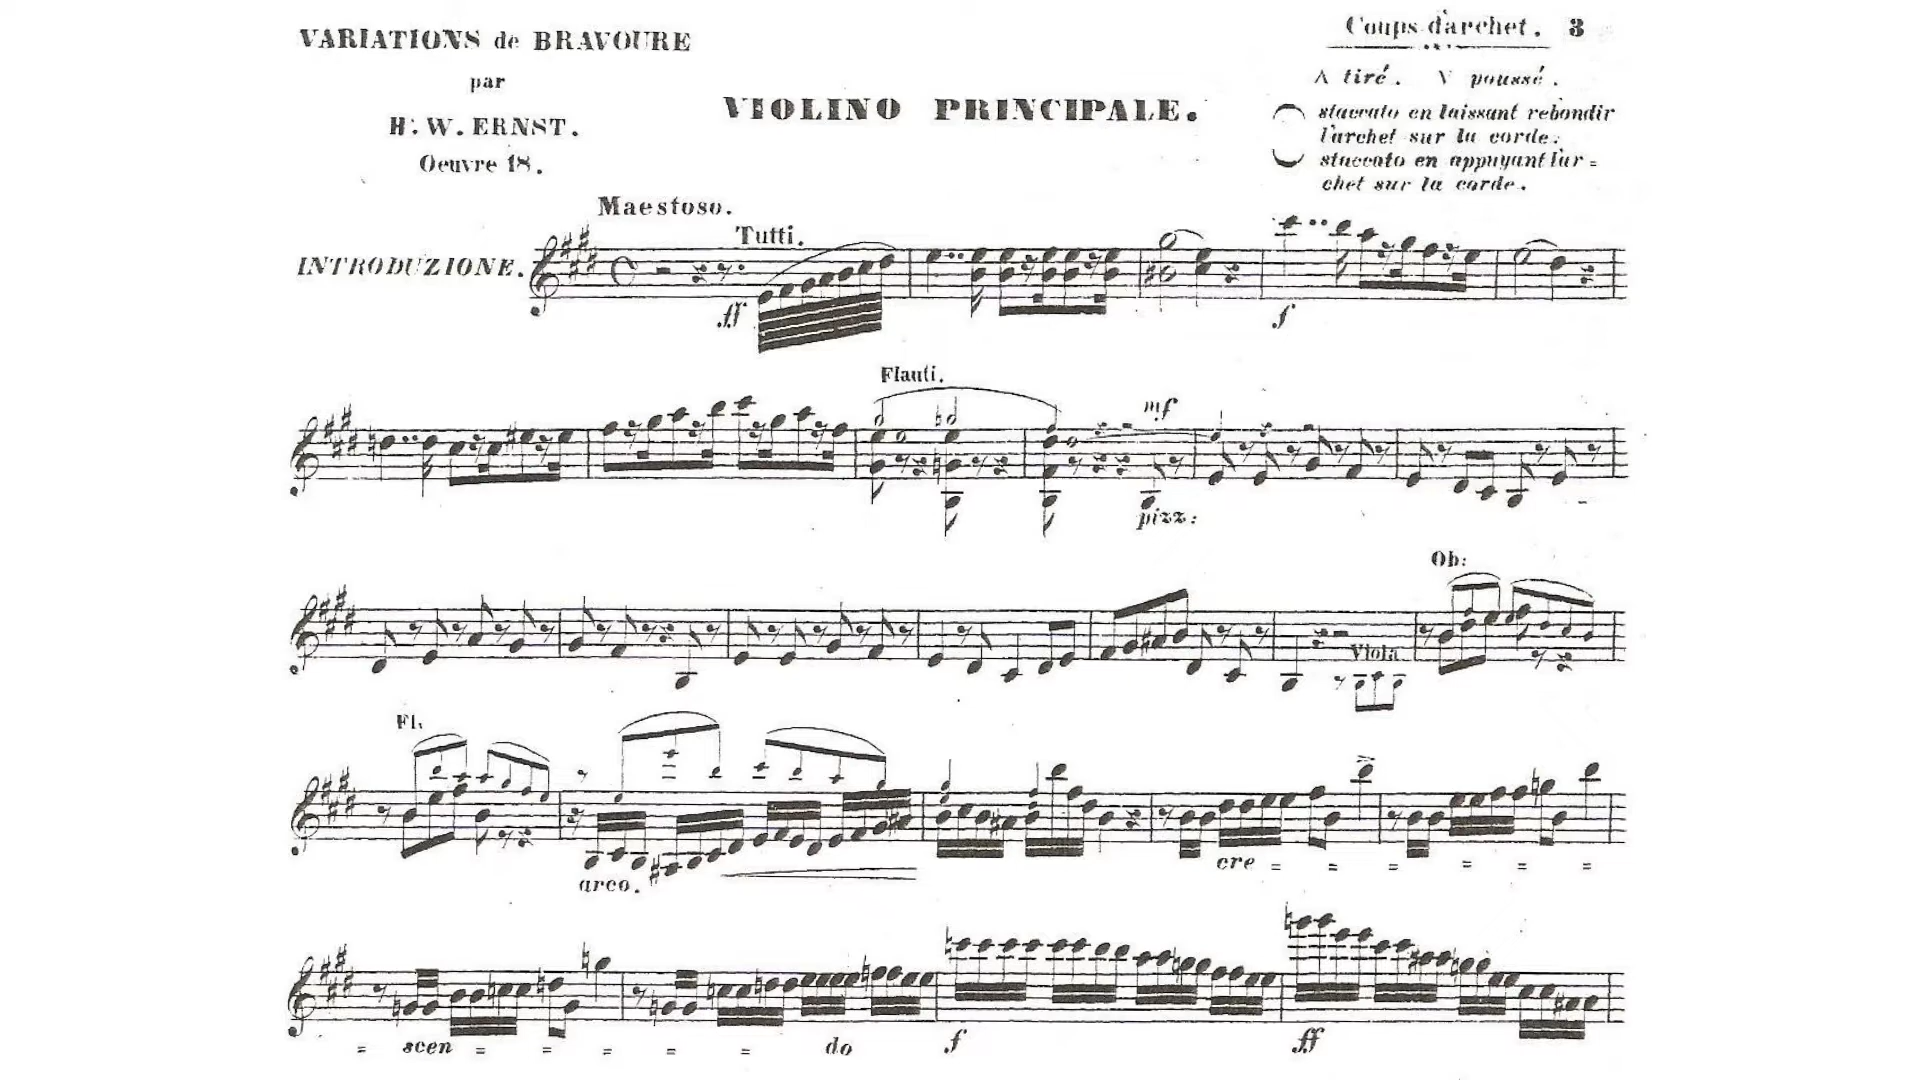 VARIATIONS de BRAVOURE
par
H. W. ERNST.
Oeuvre 18.
VIOLINO PRINCIPALE.
Coups d'archet. 3
Λ tiré. V poussé.
staccato en laissant rebondir
l'archet sur la corde.
staccato en appuyant l'ar=
chet sur la corde.
Maestoso.
Tutti.
INTRODUZIONE.
ff
f
Flauti.
mf
pizz:
Ob:
Viola
Fl.
arco.
cre = = = = =
= scen = = = = = do f ff